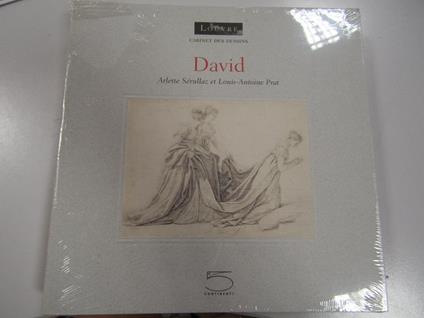 LOUVRE
CABINET DES DESSINS
David
Arlette Sérullaz et Louis-Antoine Prat
5
CONTINENTS